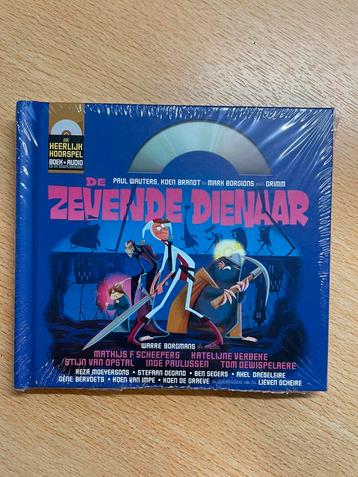 HEERLIJK
HOORSPEL
BOEK + AUDIO
PAUL WAUTERS, KOEN BRANDT EN MARK BORGIONS NAAR GRIMM
DE
ZEVENDE DIENAAR
WARRE BORGMANS ALS VERTELLER
MATHIJS F SCHEEPERS KATELIJNE VERBEKE
STIJN VAN OPSTAL INGE PAULUSSEN TOM DEWISPELAERE
REZA MOEYERSONS • STEFAAN DEGAND • BEN SEGERS • AXEL DAESELEIRE
GENE BERVOETS • KOEN VAN IMPE • KOEN DE GRAEVE LIEVEN SCHEIRE